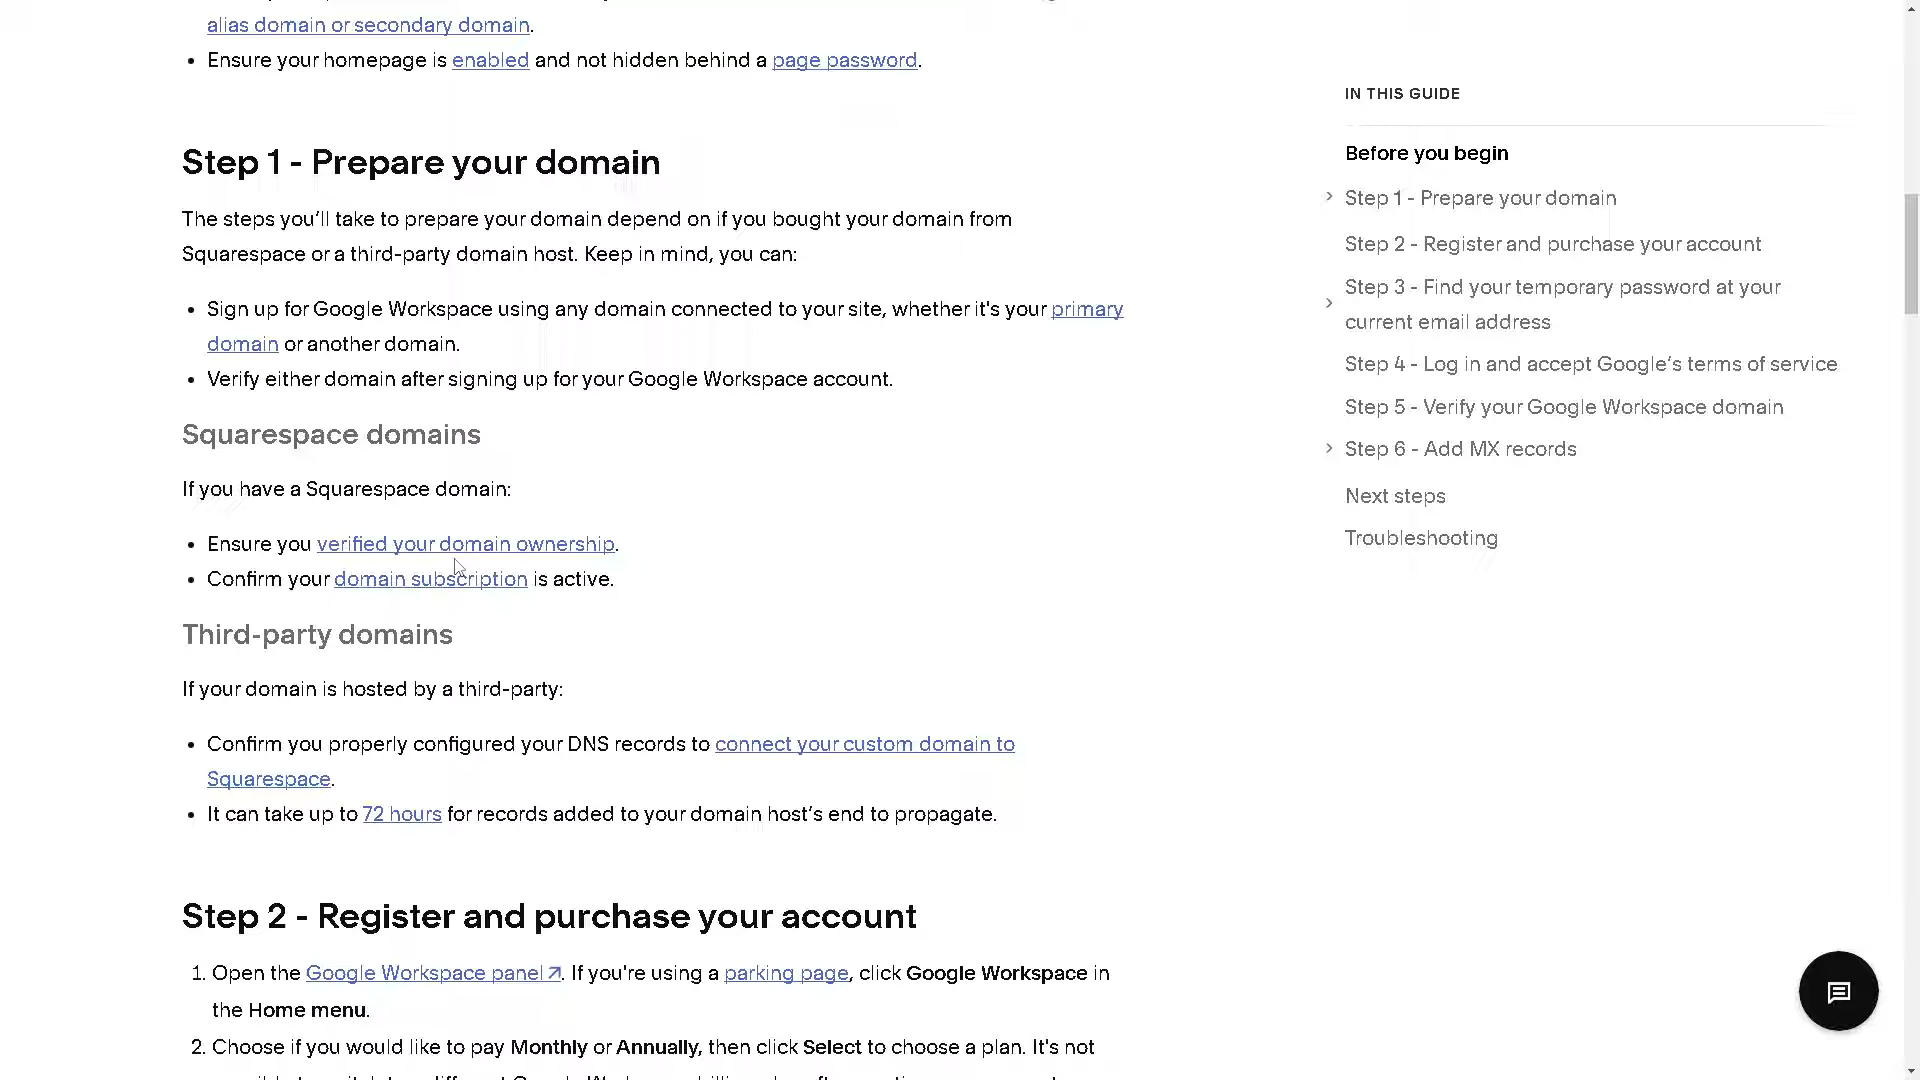 alias domain or secondary domain.
• Ensure your homepage is enabled and not hidden behind a page password.
Step 1 - Prepare your domain
The steps you’ll take to prepare your domain depend on if you bought your domain from
Squarespace or a third-party domain host. Keep in mind, you can:
• Sign up for Google Workspace using any domain connected to your site, whether it's your primary
domain or another domain.
• Verify either domain after signing up for your Google Workspace account.
Squarespace domains
If you have a Squarespace domain:
• Ensure you verified your domain ownership.
• Confirm your domain subscription is active.
Third-party domains
If your domain is hosted by a third-party:
• Confirm you properly configured your DNS records to connect your custom domain to
Squarespace.
• It can take up to 72 hours for records added to your domain host’s end to propagate.
Step 2 - Register and purchase your account
1. Open the Google Workspace panel. If you're using a parking page, click Google Workspace in
the Home menu.
2. Choose if you would like to pay Monthly or Annually, then click Select to choose a plan. It's not
IN THIS GUIDE
Before you begin
Step 1 - Prepare your domain
Step 2 - Register and purchase your account
Step 3 - Find your temporary password at your
current email address
Step 4 - Log in and accept Google’s terms of service
Step 5 - Verify your Google Workspace domain
Step 6 - Add MX records
Next steps
Troubleshooting